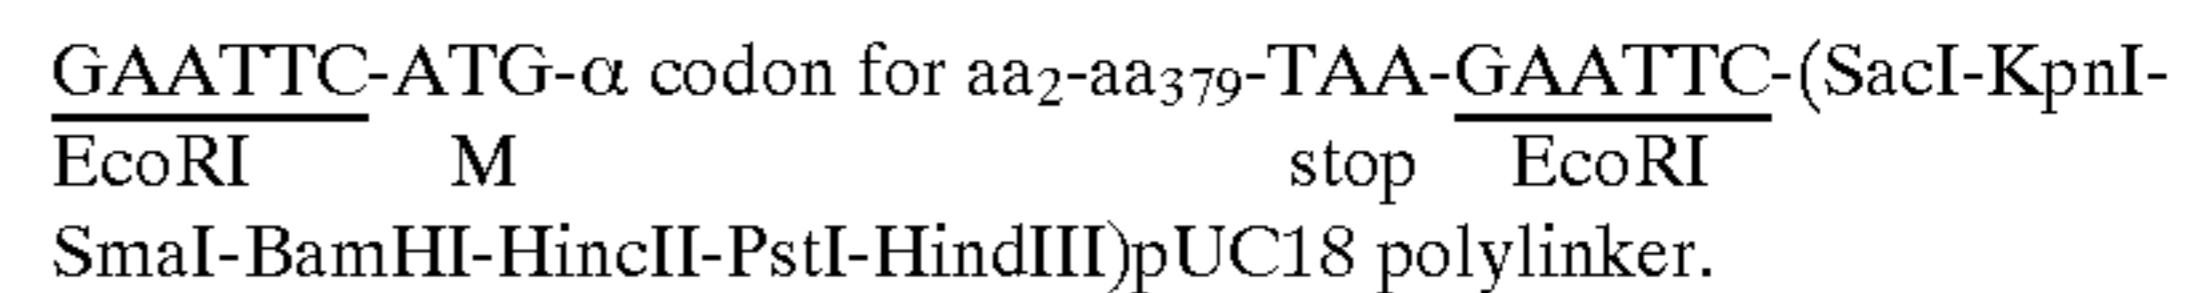 GAATTC-ATG-α codon for aa₂-aa₃₇₉-TAA-GAATTC-(SacI-KpnI-
EcoRI M stop EcoRI
SmaI-BamHI-HincII-PstI-HindIII)pUC18 polylinker.